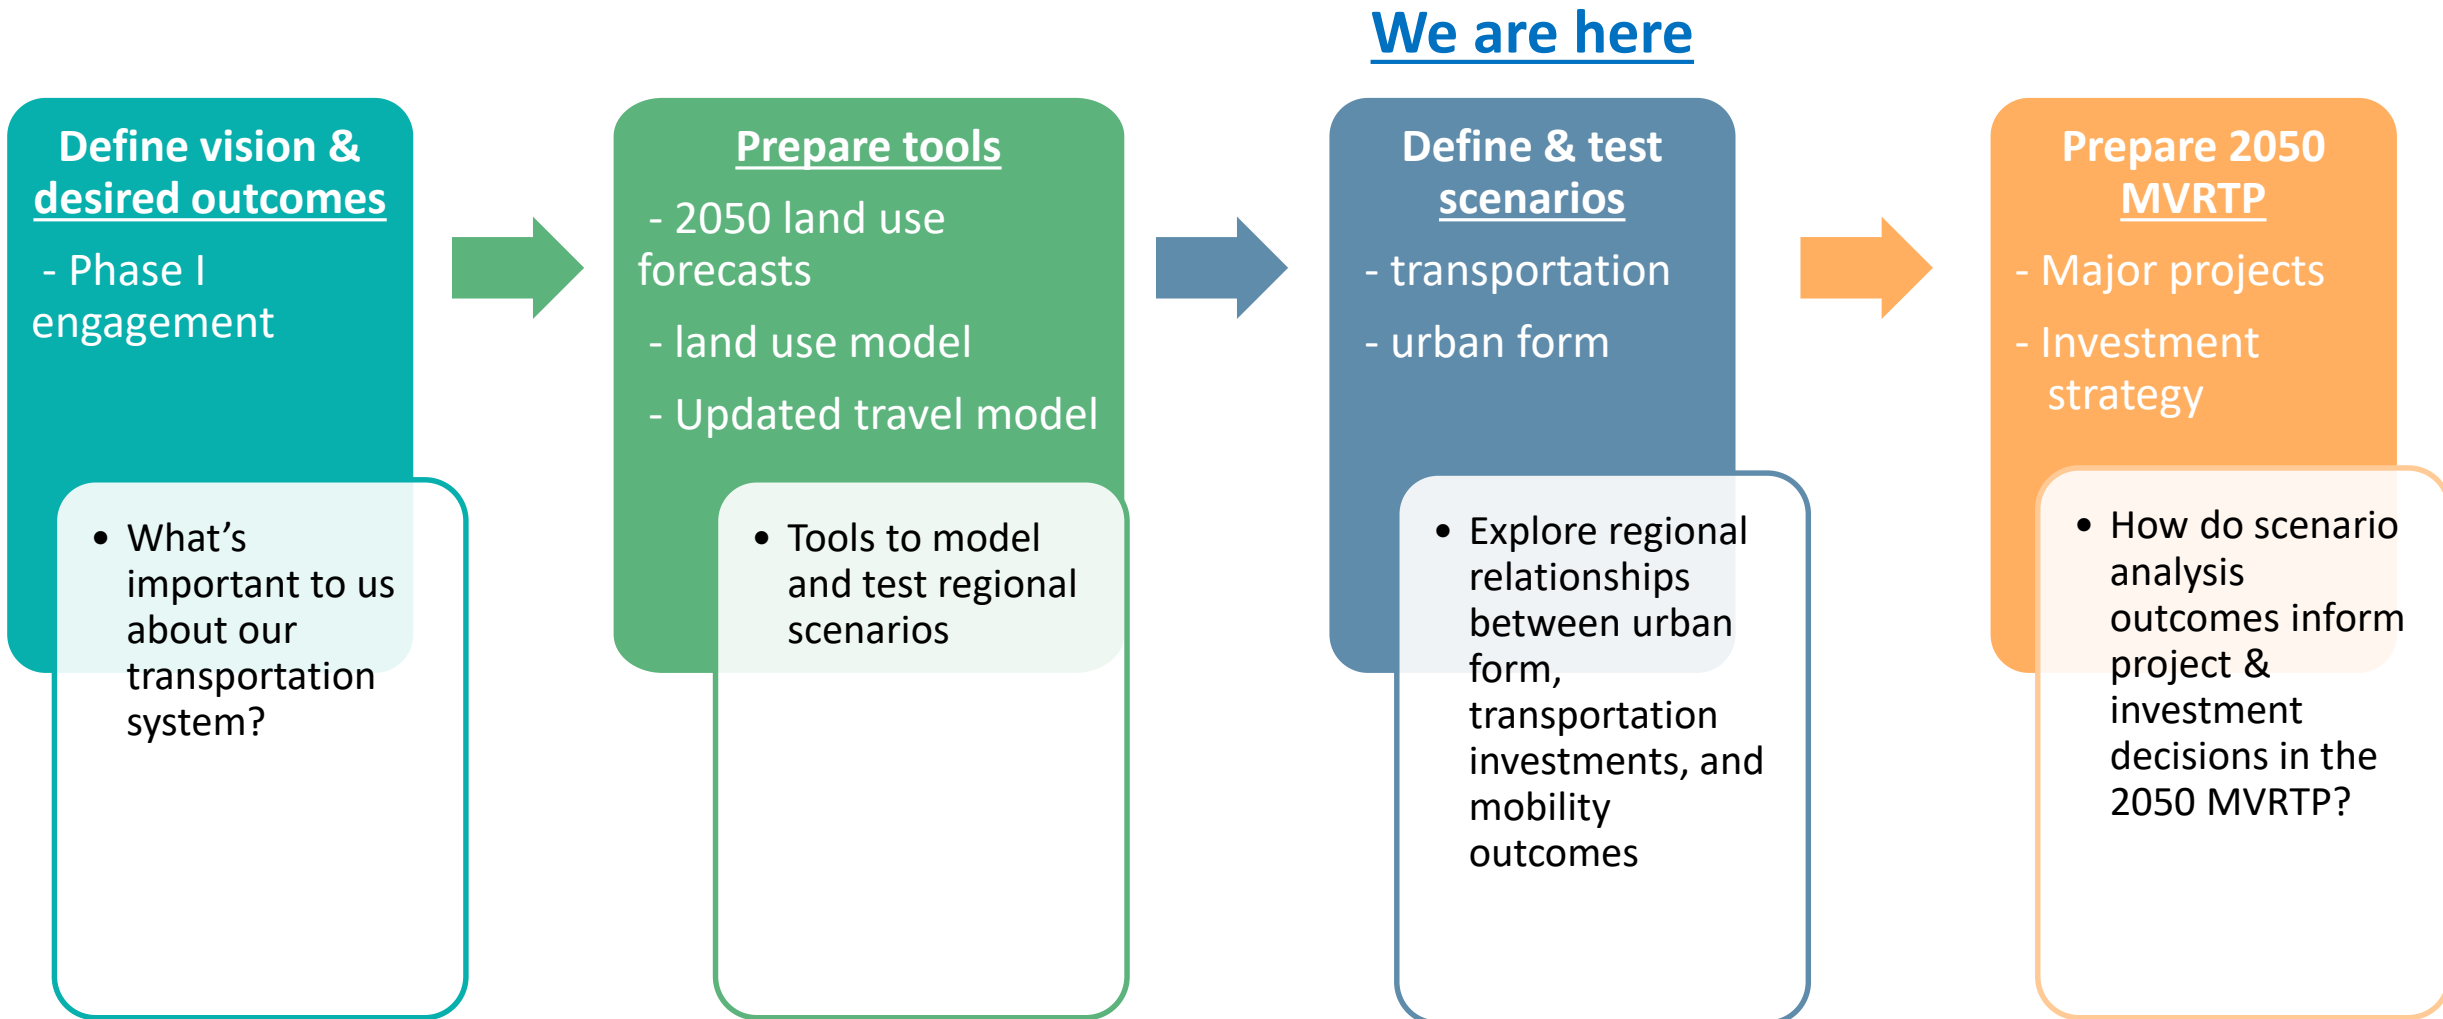 We are here
Define vision &
desired outcomes
- Phase I
engagement
• What's
important to us
about our
transportation
system?
Prepare tools
- 2050 land use
forecasts
- land use model
- Updated travel model
• Tools to model
and test regional
scenarios
Define & test
scenarios
- transportation
- urban form
• Explore regional
relationships
between urban
form,
transportation
investments, and
mobility
outcomes
Prepare 2050
MVRTP
- Major projects
- Investment
strategy
• How do scenario
analysis
outcomes inform
project &
investment
decisions in the
2050 MVRTP?